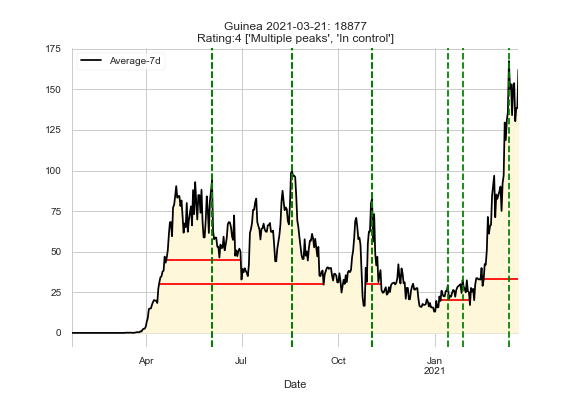 Guinea 2021-03-21: 18877
Rating:4 ['Multiple peaks', 'In control']
Average-7d
175
150
125
100
75
50
25
0
Apr
Jul
Oct
Jan
2021
Date